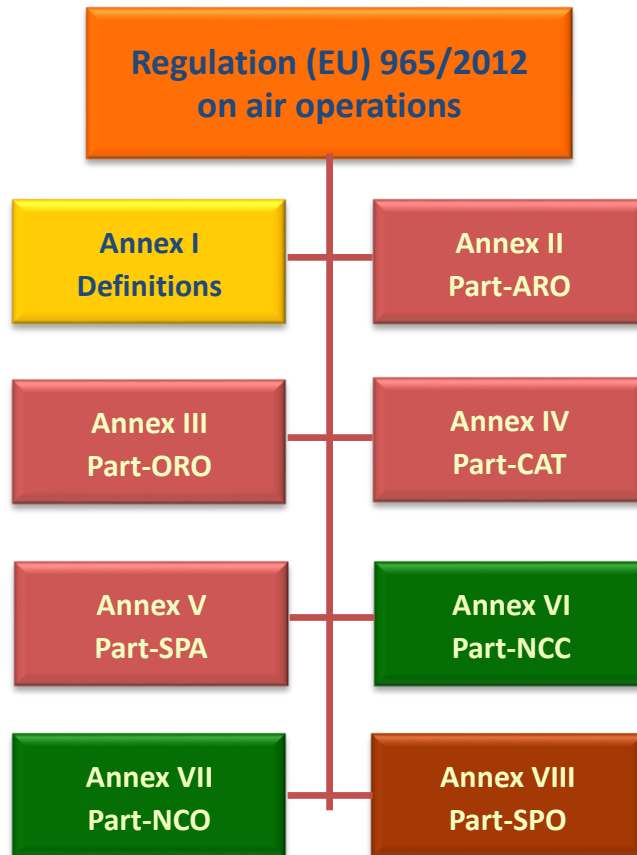 Regulation (EU) 965/2012
on air operations
Annex I
Definitions
Annex II
Part-ARO
Annex III
Part-ORO
Annex IV
Part-CAT
Annex V
Part-SPA
Annex VI
Part-NCC
Annex VII
Part-NCO
Annex VIII
Part-SPO